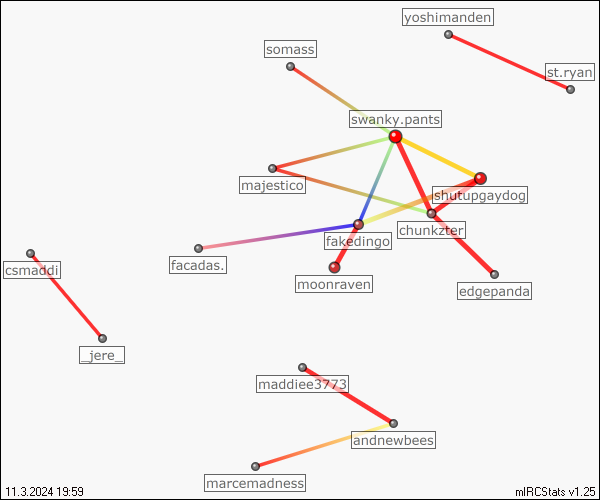 yoshimanden
somass
st.ryan
swanky.pants
majestico
shutupgaydog
chunkzter
fakedingo
facadas.
csmaddi
moonraven
edgepanda
_jere_
maddiee3773
andnewbees
marcemadness
11.3.2024 19:59
mIRCStats v1.25